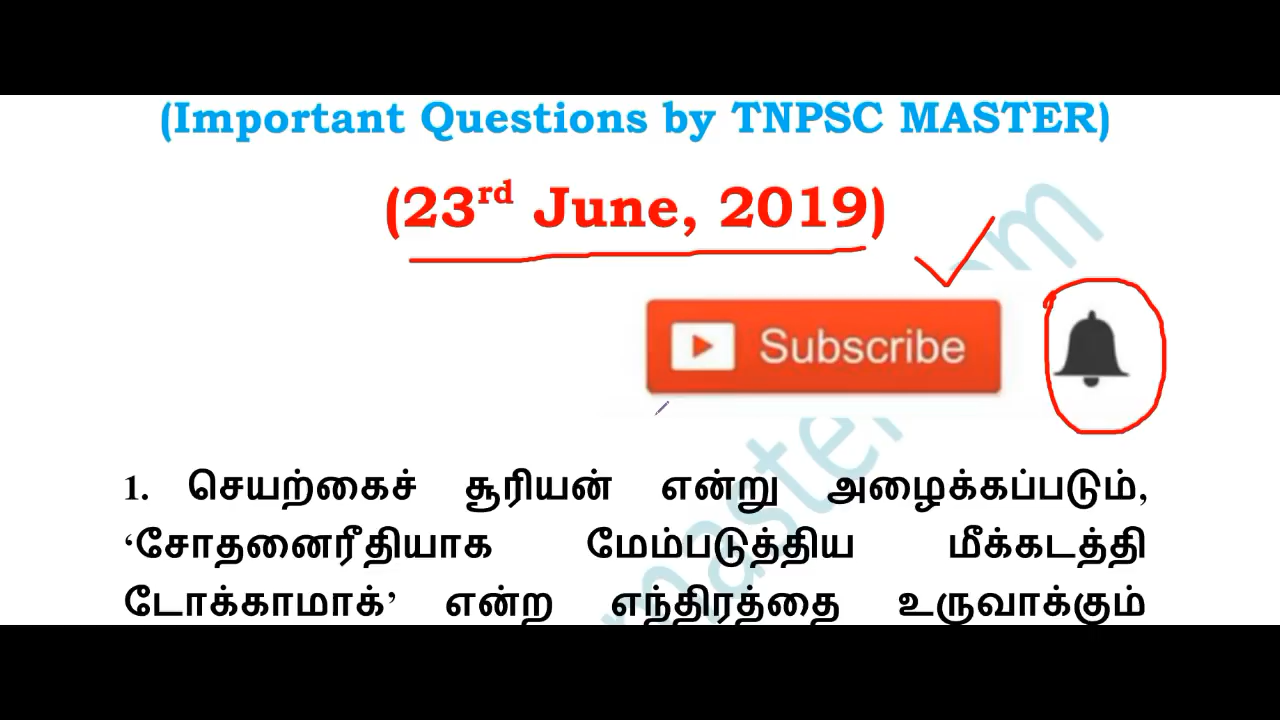 (Important Questions by TNPSC MASTER)
(23rd June, 2019)
Subscribe
1. செயற்கைச் சூரியன் என்று அழைக்கப்படும்,
‘சோதனைரீதியாக மேம்படுத்திய மீக்கடத்தி
டோக்காமாக்’ என்ற எந்திரத்தை உருவாக்கும்